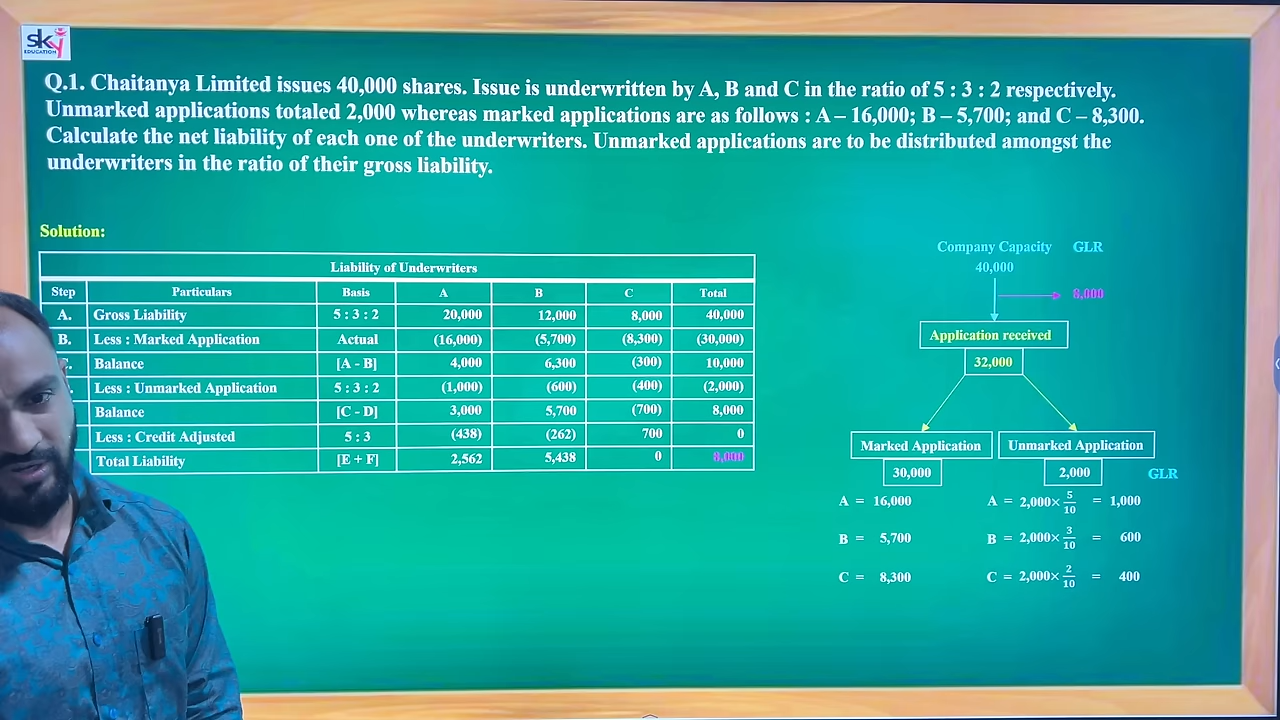 sky
EDUCATION
Q.1. Chaitanya Limited issues 40,000 shares. Issue is underwritten by A, B and C in the ratio of 5 : 3 : 2 respectively.
Unmarked applications totaled 2,000 whereas marked applications are as follows : A – 16,000; B – 5,700; and C – 8,300.
Calculate the net liability of each one of the underwriters. Unmarked applications are to be distributed amongst the
underwriters in the ratio of their gross liability.
Solution:
Liability of Underwriters
Step Particulars Basis A B C Total
A. Gross Liability 5 : 3 : 2 20,000 12,000 8,000 40,000
B. Less : Marked Application Actual (16,000) (5,700) (8,300) (30,000)
Balance [A - B] 4,000 6,300 (300) 10,000
Less : Unmarked Application 5 : 3 : 2 (1,000) (600) (400) (2,000)
Balance [C - D] 3,000 5,700 (700) 8,000
Less : Credit Adjusted 5 : 3 (438) (262) 700 0
Total Liability [E + F] 2,562 5,438 0 8,000
Company Capacity GLR
40,000
8,000
Application received
32,000
Marked Application Unmarked Application
30,000 2,000 GLR
A = 16,000 A = 2,000× 5/10 = 1,000
B = 5,700 B = 2,000× 3/10 = 600
C = 8,300 C = 2,000× 2/10 = 400